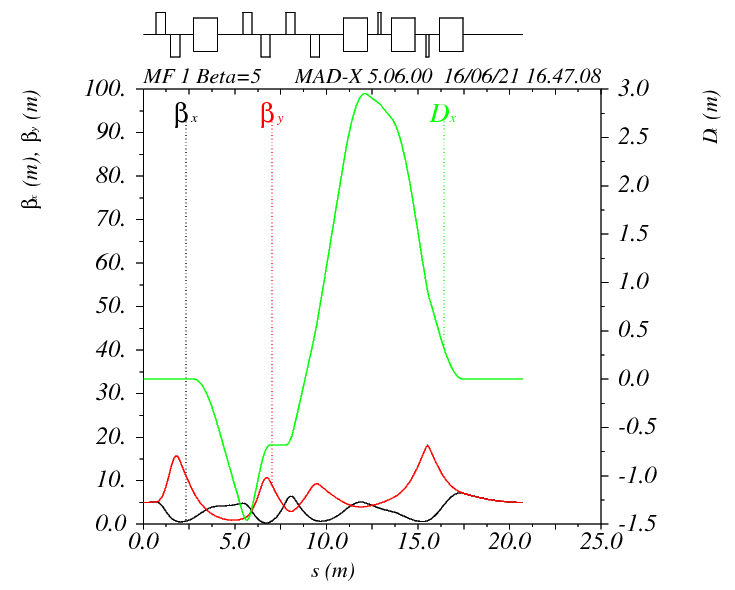 MF 1 Beta=5 MAD-X 5.06.00 16/06/21 16.47.08
100. 3.0
βx βy Dx
90. 2.5
80. 2.0
70. 1.5
60. 1.0
50. 0.5
40. 0.0
30. -0.5
20. -1.0
10. -1.5
0.0
0.0 5.0 10.0 15.0 20.0 25.0
s (m)
βx (m), βy (m)
Dx (m)